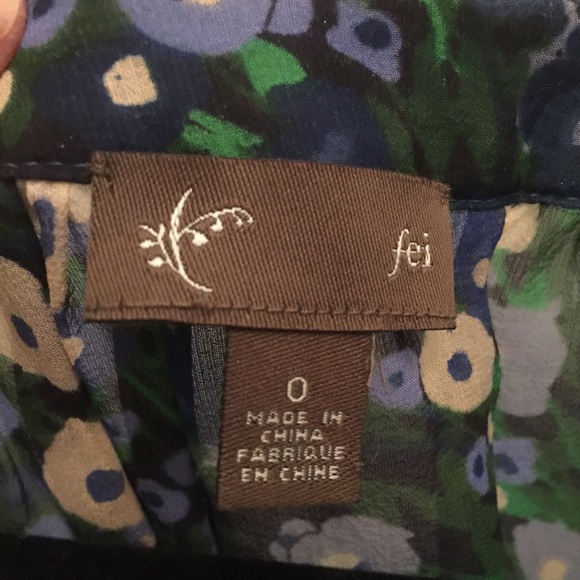 fei
0
MADE IN
CHINA
FABRIQUE
EN CHINE